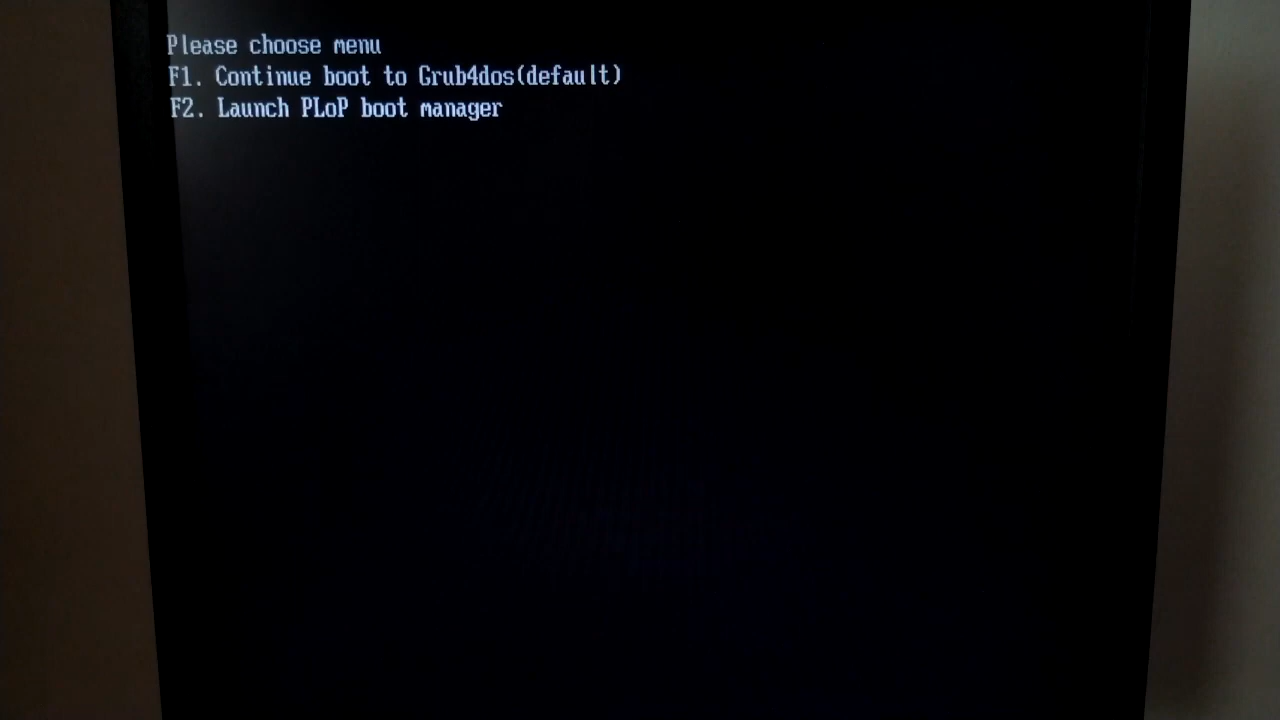 Please choose menu
F1. Continue boot to Grub4dos(default)
F2. Launch PLoP boot manager